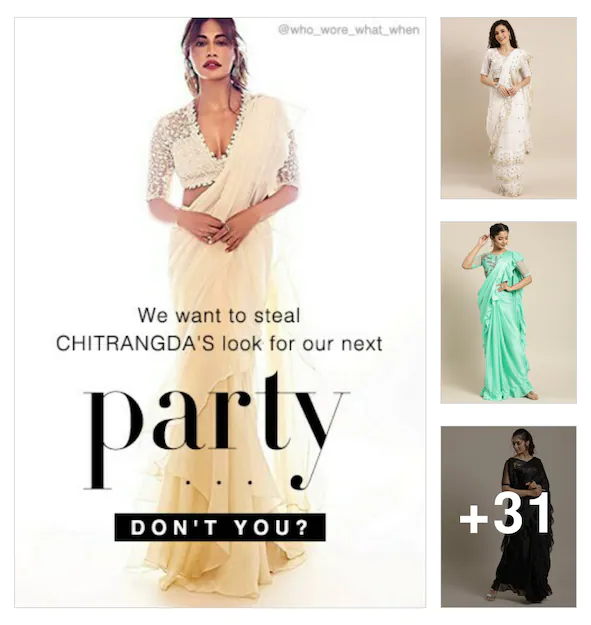 @who_wore_what_when
We want to steal
CHITRANGDA'S look for our next
party
. . . .
DON'T YOU?
+31